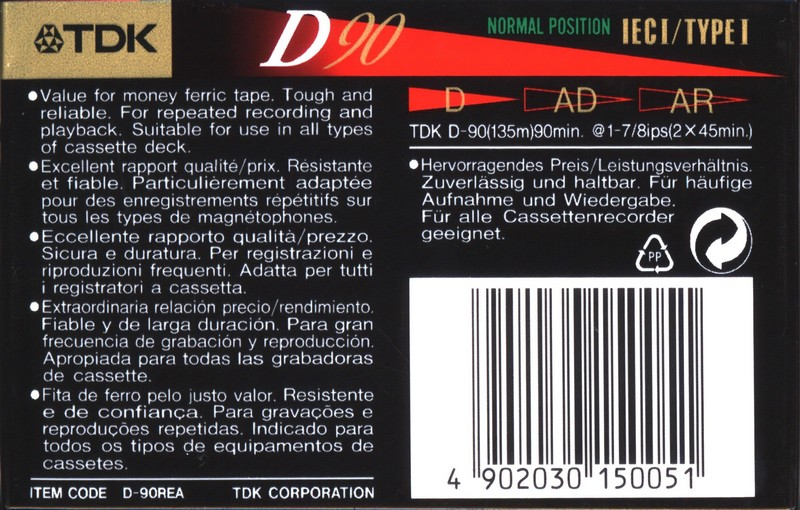 TDK
D90
NORMAL POSITION IECI/TYPEI
●Value for money ferric tape. Tough and
reliable. For repeated recording and
playback. Suitable for use in all types
of cassette deck.
●Excellent rapport qualité/prix. Résistante
et fiable. Particulièrement adaptée
pour des enregistrements répétitifs sur
tous les types de magnétophones.
●Eccellente rapporto qualità/prezzo.
Sicura e duratura. Per registrazioni e
riproduzioni frequenti. Adatta per tutti
i registratori a cassetta.
●Extraordinaria relación precio/rendimiento.
Fiable y de larga duración. Para gran
frecuencia de grabación y reproducción.
Apropiada para todas las grabadoras
de cassette.
●Fita de ferro pelo justo valor. Resistente
e de confiança. Para gravações e
reproduções repetidas. Indicado para
todos os tipos de equipamentos de
cassetes.
ITEM CODE D-90REA TDK CORPORATION
D AD AR
TDK D-90(135m)90min. @1-7/8ips(2×45min.)
●Hervorragendes Preis/Leistungsverhältnis.
Zuverlässig und haltbar. Für häufige
Aufnahme und Wiedergabe.
Für alle Cassettenrecorder
geeignet.
PP
4 902030 150051